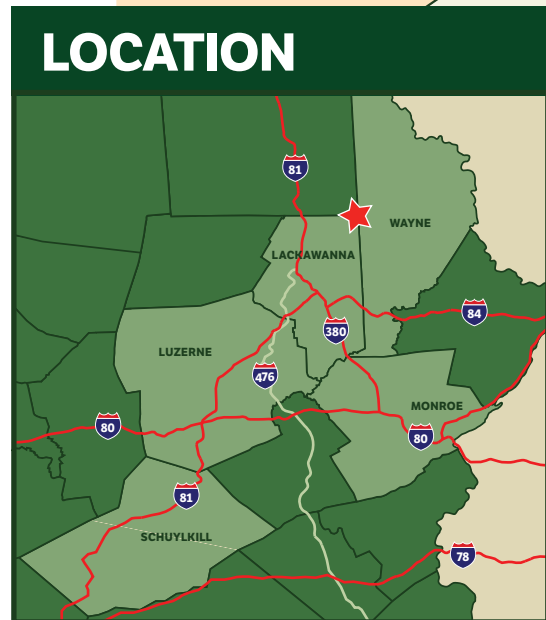 LOCATION
81
WAYNE
LACKAWANNA
84
380
LUZERNE
476
MONROE
80
80
81
SCHUYLKILL
78